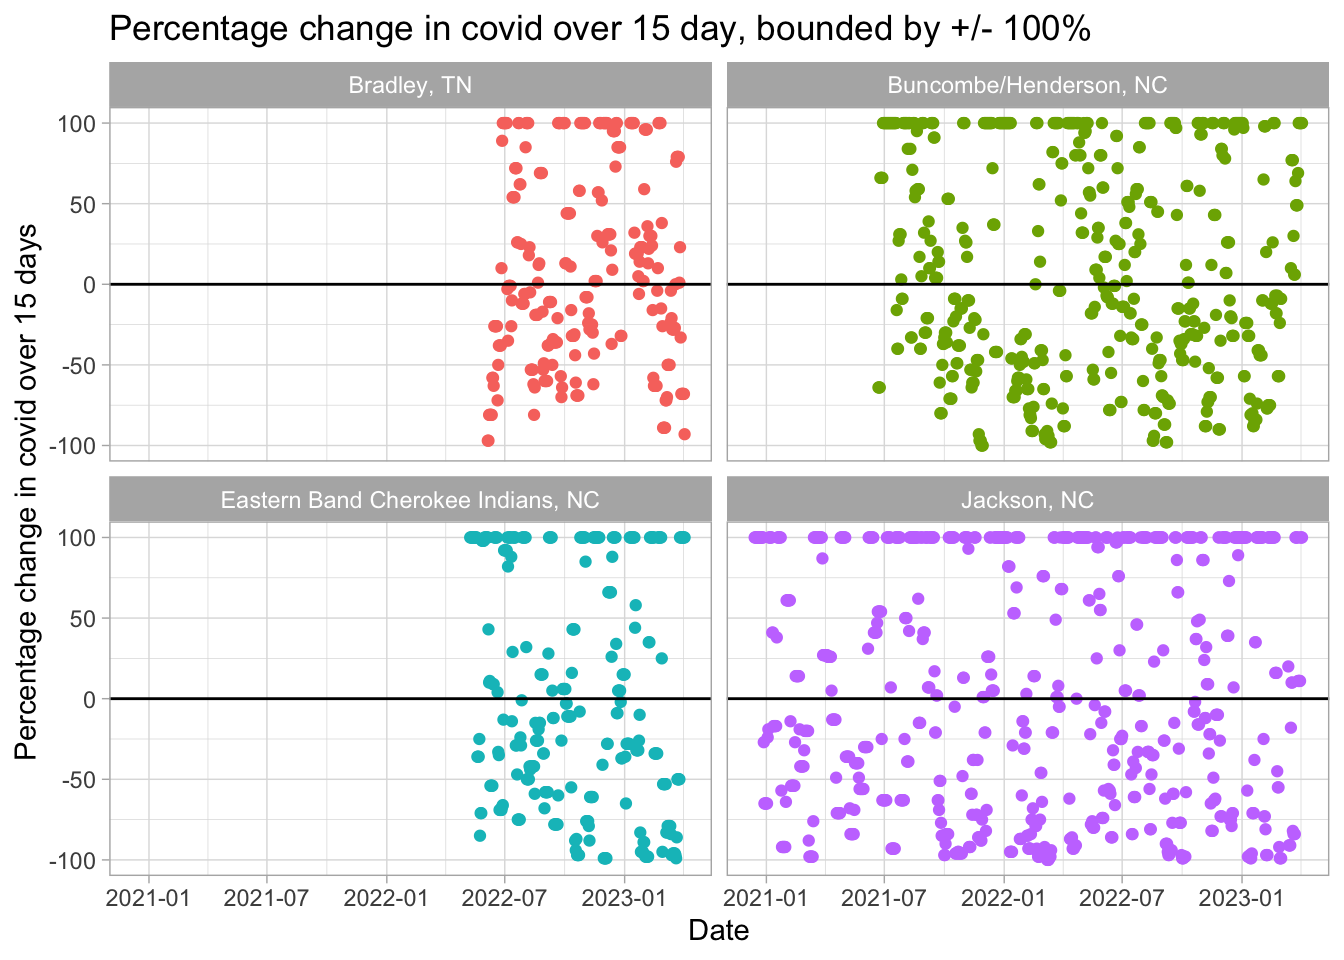 Percentage change in covid over 15 day, bounded by +/- 100%
Bradley, TN
Buncombe/Henderson, NC
100
50
0
-50
-100
Eastern Band Cherokee Indians, NC
Jackson, NC
100
50
0
-50
-100
2021-01 2021-07 2022-01 2022-07 2023-01
2021-01 2021-07 2022-01 2022-07 2023-01
Date
Percentage change in covid over 15 days